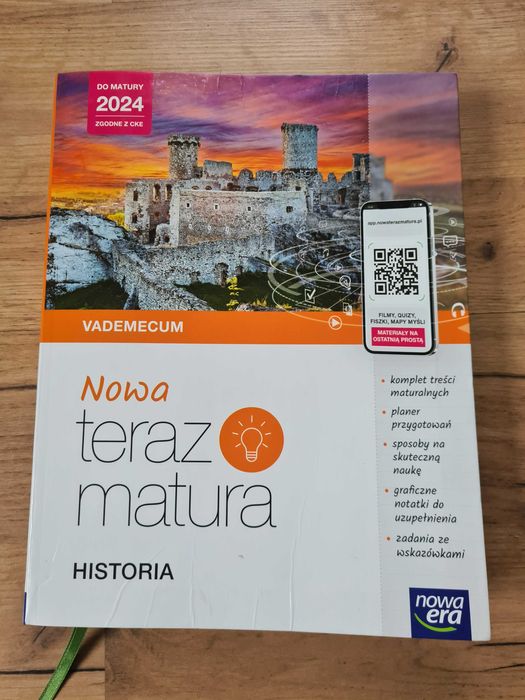 DO MATURY
2024
ZGODNE Z CKE
app.nowaterazmatura.pl
FILMY, QUIZY,
FISZKI, MAPY MYŚLI
MATERIAŁY NA
OSTATNIĄ PROSTĄ
VADEMECUM
Nowa
teraz
matura
HISTORIA
• komplet treści
maturalnych
• planer
przygotowań
• sposoby na
skuteczną
naukę
• graficzne
notatki do
uzupełnienia
• zadania ze
wskazówkami
nowa
era